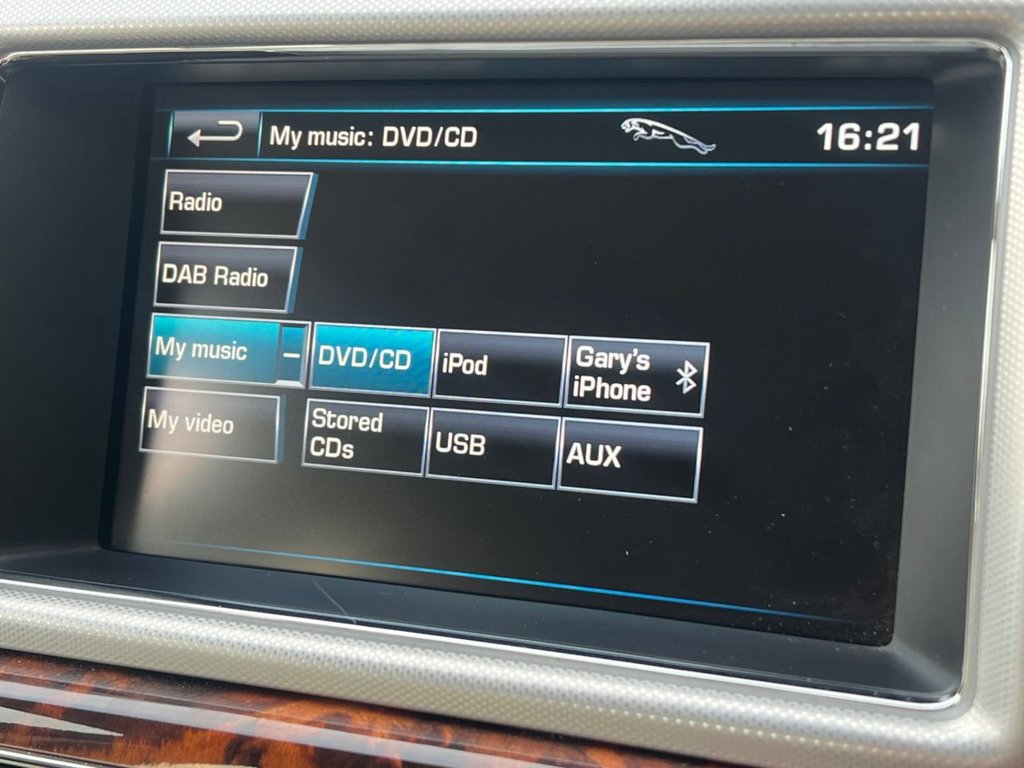 My music: DVD/CD
16:21
Radio
DAB Radio
My music
DVD/CD
iPod
Gary's
iPhone
My video
Stored
CDs
USB
AUX